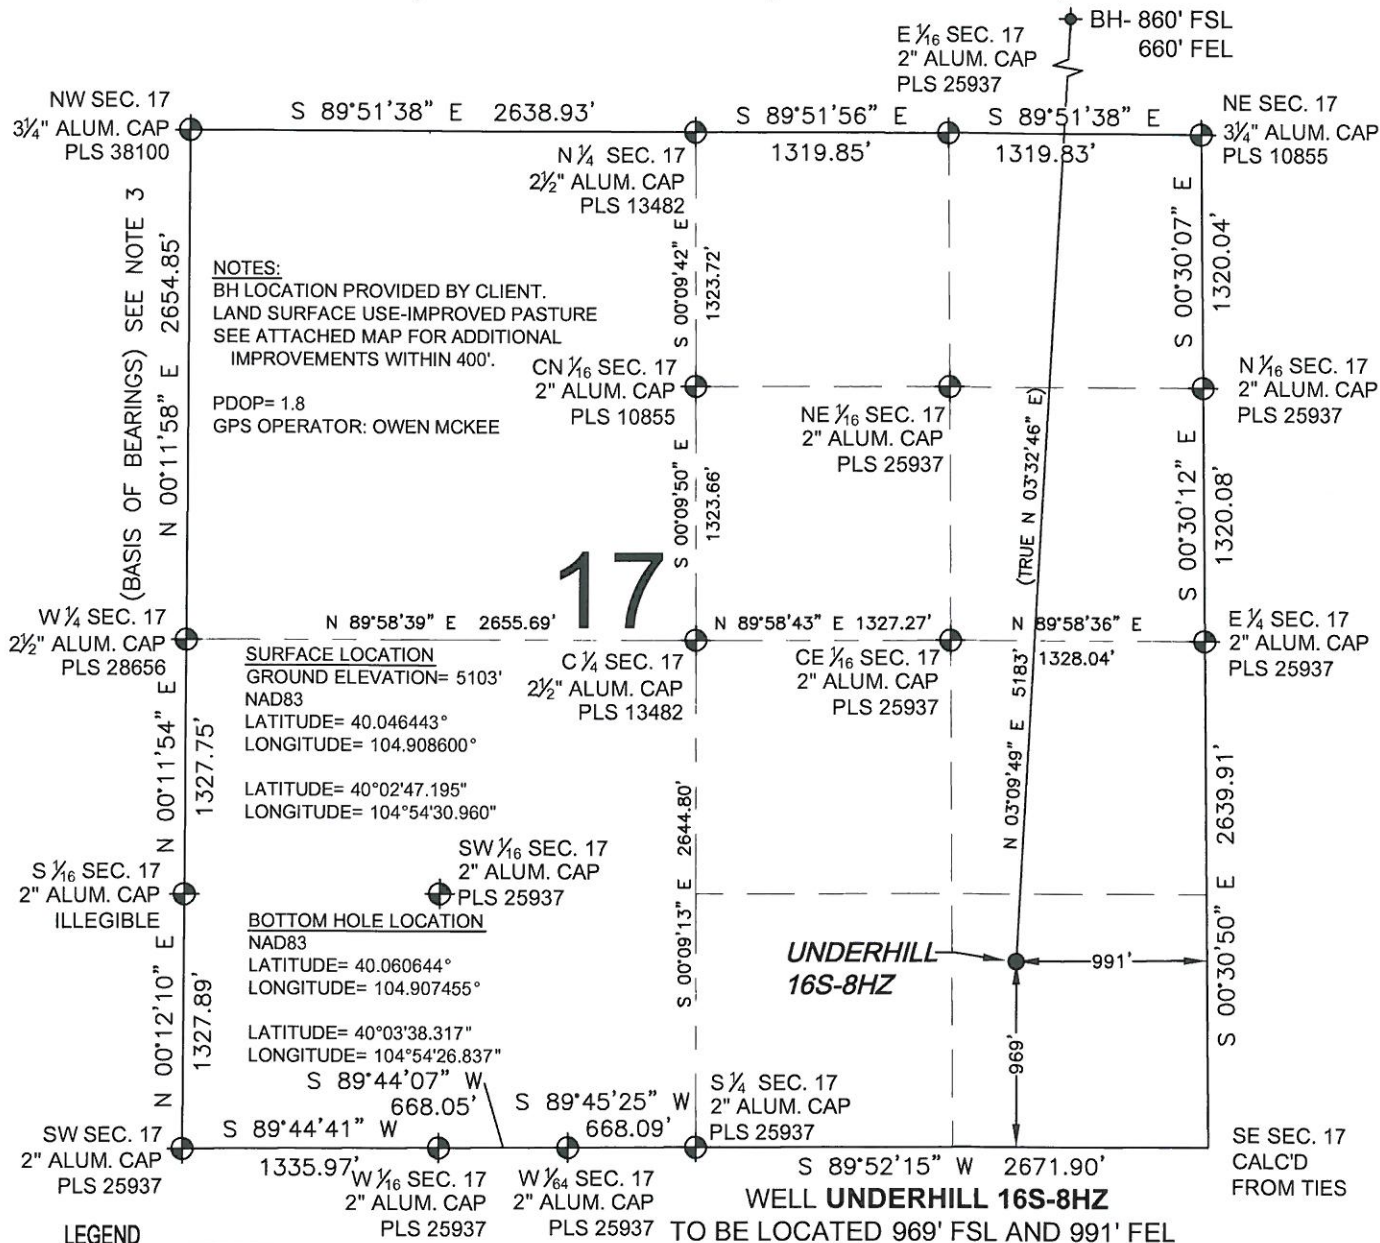 BH- 860' FSL
660' FEL
E 1⁄16 SEC. 17
2" ALUM. CAP
PLS 25937
NW SEC. 17
3¼" ALUM. CAP
PLS 38100
S 89°51'38" E 2638.93'
S 89°51'56" E
1319.85'
S 89°51'38" E
1319.83'
NE SEC. 17
3¼" ALUM. CAP
PLS 10855
N ¼ SEC. 17
2½" ALUM. CAP
PLS 13482
(BASIS OF BEARINGS) SEE NOTE 3
N 00°11'58" E 2654.85'
NOTES:
BH LOCATION PROVIDED BY CLIENT.
LAND SURFACE USE-IMPROVED PASTURE
SEE ATTACHED MAP FOR ADDITIONAL
IMPROVEMENTS WITHIN 400'.
PDOP= 1.8
GPS OPERATOR: OWEN MCKEE
S 00°09'42" E
1323.72'
S 00°30'07" E
1320.04'
CN 1⁄16 SEC. 17
2" ALUM. CAP
PLS 10855
NE 1⁄16 SEC. 17
2" ALUM. CAP
PLS 25937
N 1⁄16 SEC. 17
2" ALUM. CAP
PLS 25937
S 00°09'50" E
1323.66'
(TRUE N 03°32'46" E)
S 00°30'12" E
1320.08'
17
W ¼ SEC. 17
2½" ALUM. CAP
PLS 28656
N 89°58'39" E 2655.69'
N 89°58'43" E 1327.27'
N 89°58'36" E
1328.04'
E ¼ SEC. 17
2" ALUM. CAP
PLS 25937
C ¼ SEC. 17
2½" ALUM. CAP
PLS 13482
CE 1⁄16 SEC. 17
2" ALUM. CAP
PLS 25937
SURFACE LOCATION
GROUND ELEVATION= 5103'
NAD83
LATITUDE= 40.046443°
LONGITUDE= 104.908600°
LATITUDE= 40°02'47.195"
LONGITUDE= 104°54'30.960"
N 00°11'54" E
1327.75'
N 03°09'49" E 5183'
S 00°09'13" E 2644.80'
S 00°30'50" E 2639.91'
S 1⁄16 SEC. 17
2" ALUM. CAP
ILLEGIBLE
SW 1⁄16 SEC. 17
2" ALUM. CAP
PLS 25937
BOTTOM HOLE LOCATION
NAD83
LATITUDE= 40.060644°
LONGITUDE= 104.907455°
LATITUDE= 40°03'38.317"
LONGITUDE= 104°54'26.837"
UNDERHILL
16S-8HZ
991'
969'
N 00°12'10" E
1327.89'
S 89°44'07" W
668.05'
S 89°45'25" W
668.09'
S ¼ SEC. 17
2" ALUM. CAP
PLS 25937
SW SEC. 17
2" ALUM. CAP
PLS 25937
S 89°44'41" W
1335.97'
W 1⁄16 SEC. 17
2" ALUM. CAP
PLS 25937
W 1⁄64 SEC. 17
2" ALUM. CAP
PLS 25937
S 89°52'15" W 2671.90'
SE SEC. 17
CALC'D
FROM TIES
WELL UNDERHILL 16S-8HZ
TO BE LOCATED 969' FSL AND 991' FEL
LEGEND